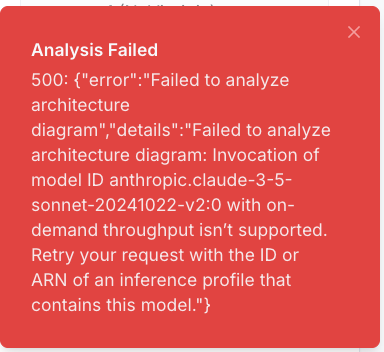 Analysis Failed
500: {"error":"Failed to analyze
architecture
diagram","details":"Failed to analyze
architecture diagram: Invocation of
model ID anthropic.claude-3-5-
sonnet-20241022-v2:0 with on-
demand throughput isn’t supported.
Retry your request with the ID or
ARN of an inference profile that
contains this model."}